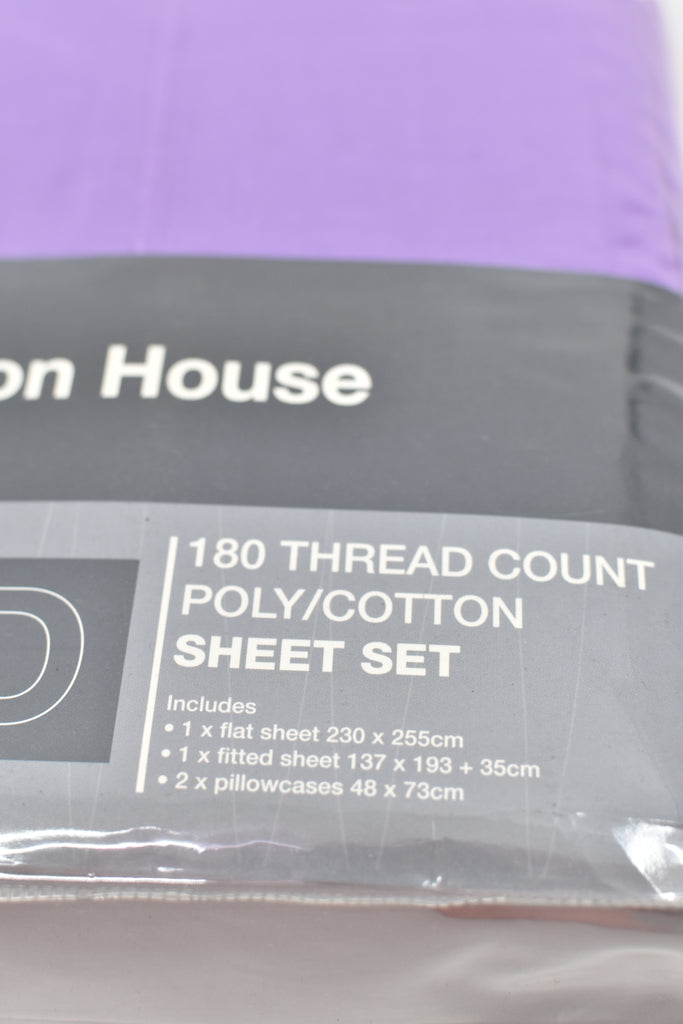 on House
180 THREAD COUNT
POLY/COTTON
SHEET SET
Includes
• 1 x flat sheet 230 x 255cm
• 1 x fitted sheet 137 x 193 + 35cm
• 2 x pillowcases 48 x 73cm